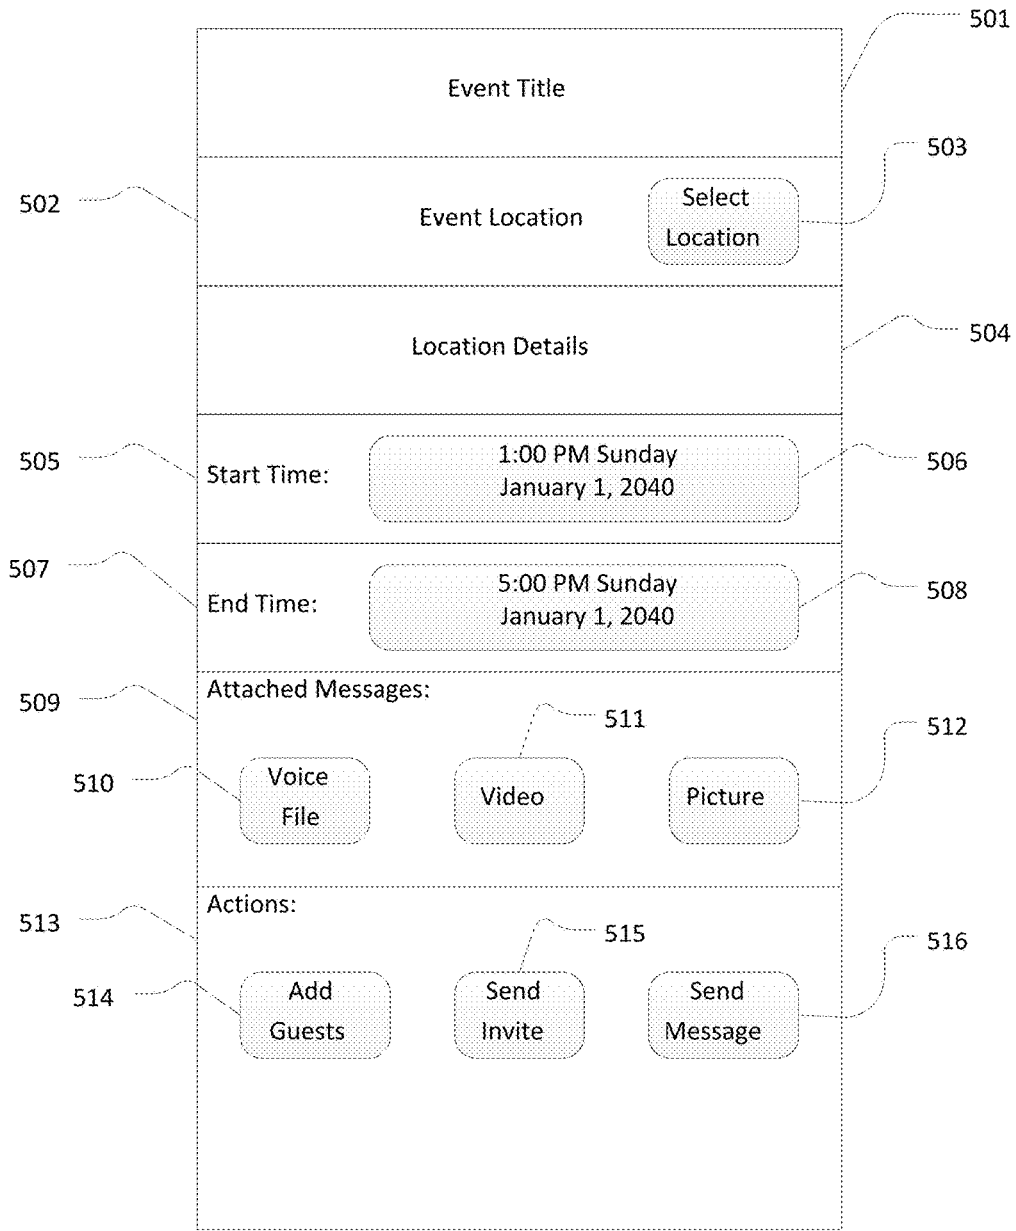 501
Event Title
503
502
Event Location
Select
Location
504
Location Details
505
Start Time:
1:00 PM Sunday
January 1, 2040
506
507
End Time:
5:00 PM Sunday
January 1, 2040
508
509
Attached Messages:
511
512
510
Voice
File
Video
Picture
513
Actions:
515
516
514
Add
Guests
Send
Invite
Send
Message